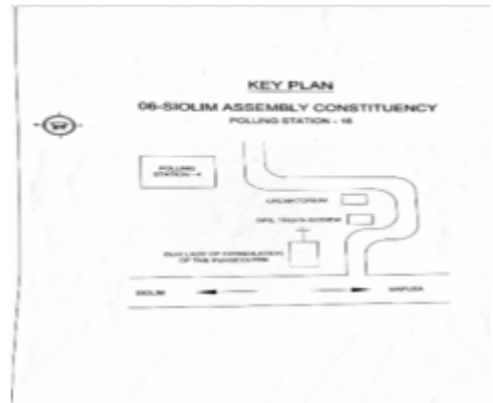 KEY PLAN
06-SIOLIM ASSEMBLY CONSTITUENCY
POLLING STATION - 16
POLLING
STATION - 4
CREMATORIUM
OUR LADY OF CONSOLATION
OF THE
SIOLIM
MAPUSA